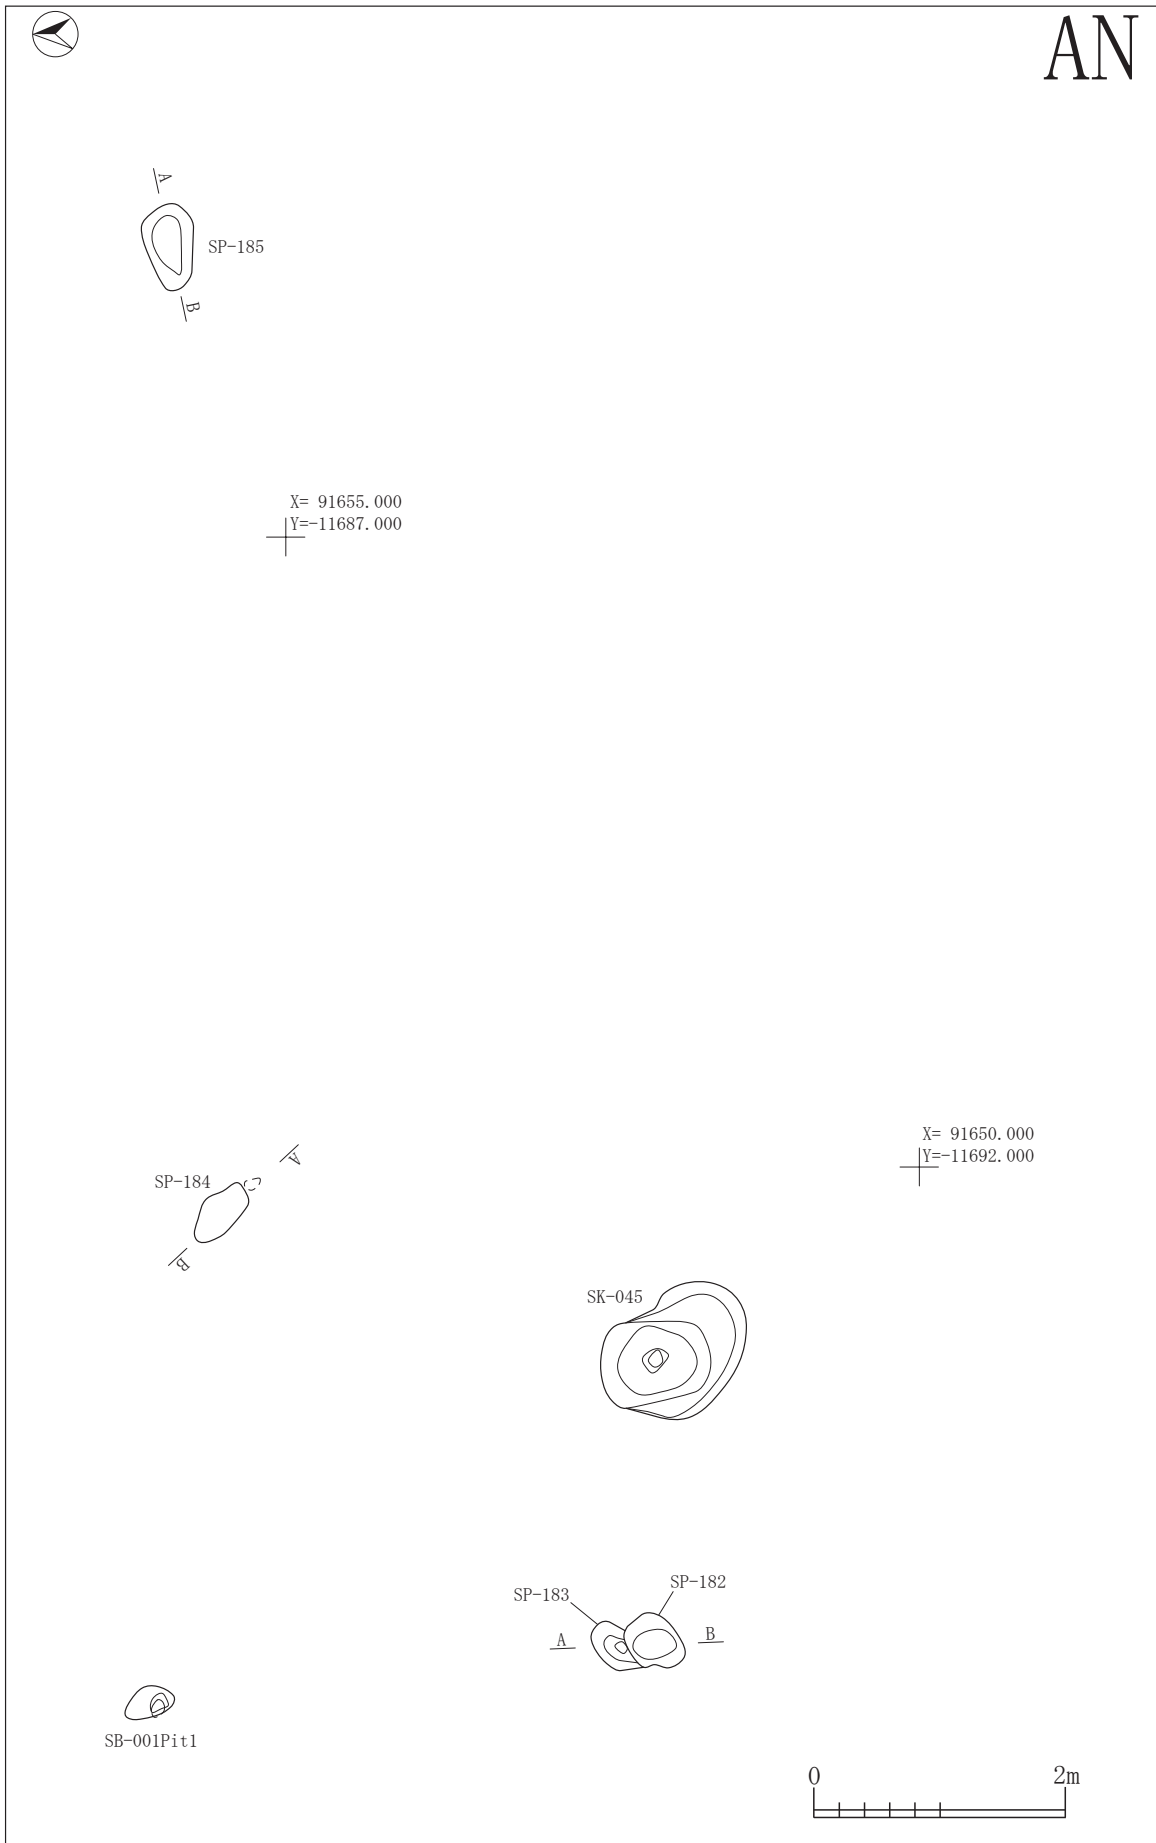 AN
A
SP-185
B
X= 91655.000
Y=-11687.000
X= 91650.000
Y=-11692.000
A
SP-184
B
SK-045
SP-182
SP-183
A
B
SB-001Pit1
0 2m